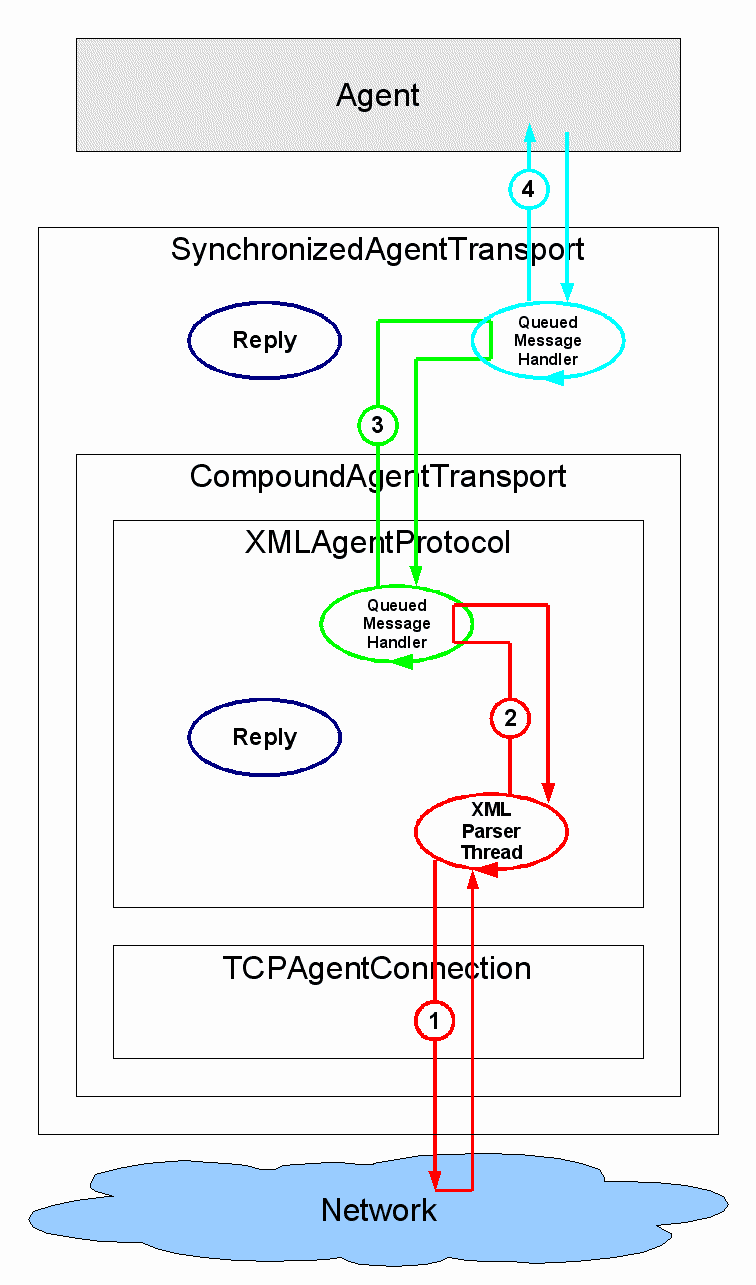 Agent
4
SynchronizedAgentTransport
Reply
Queued
Message
Handler
3
CompoundAgentTransport
XMLAgentProtocol
Queued
Message
Handler
2
Reply
XML
Parser
Thread
TCPAgentConnection
1
Network